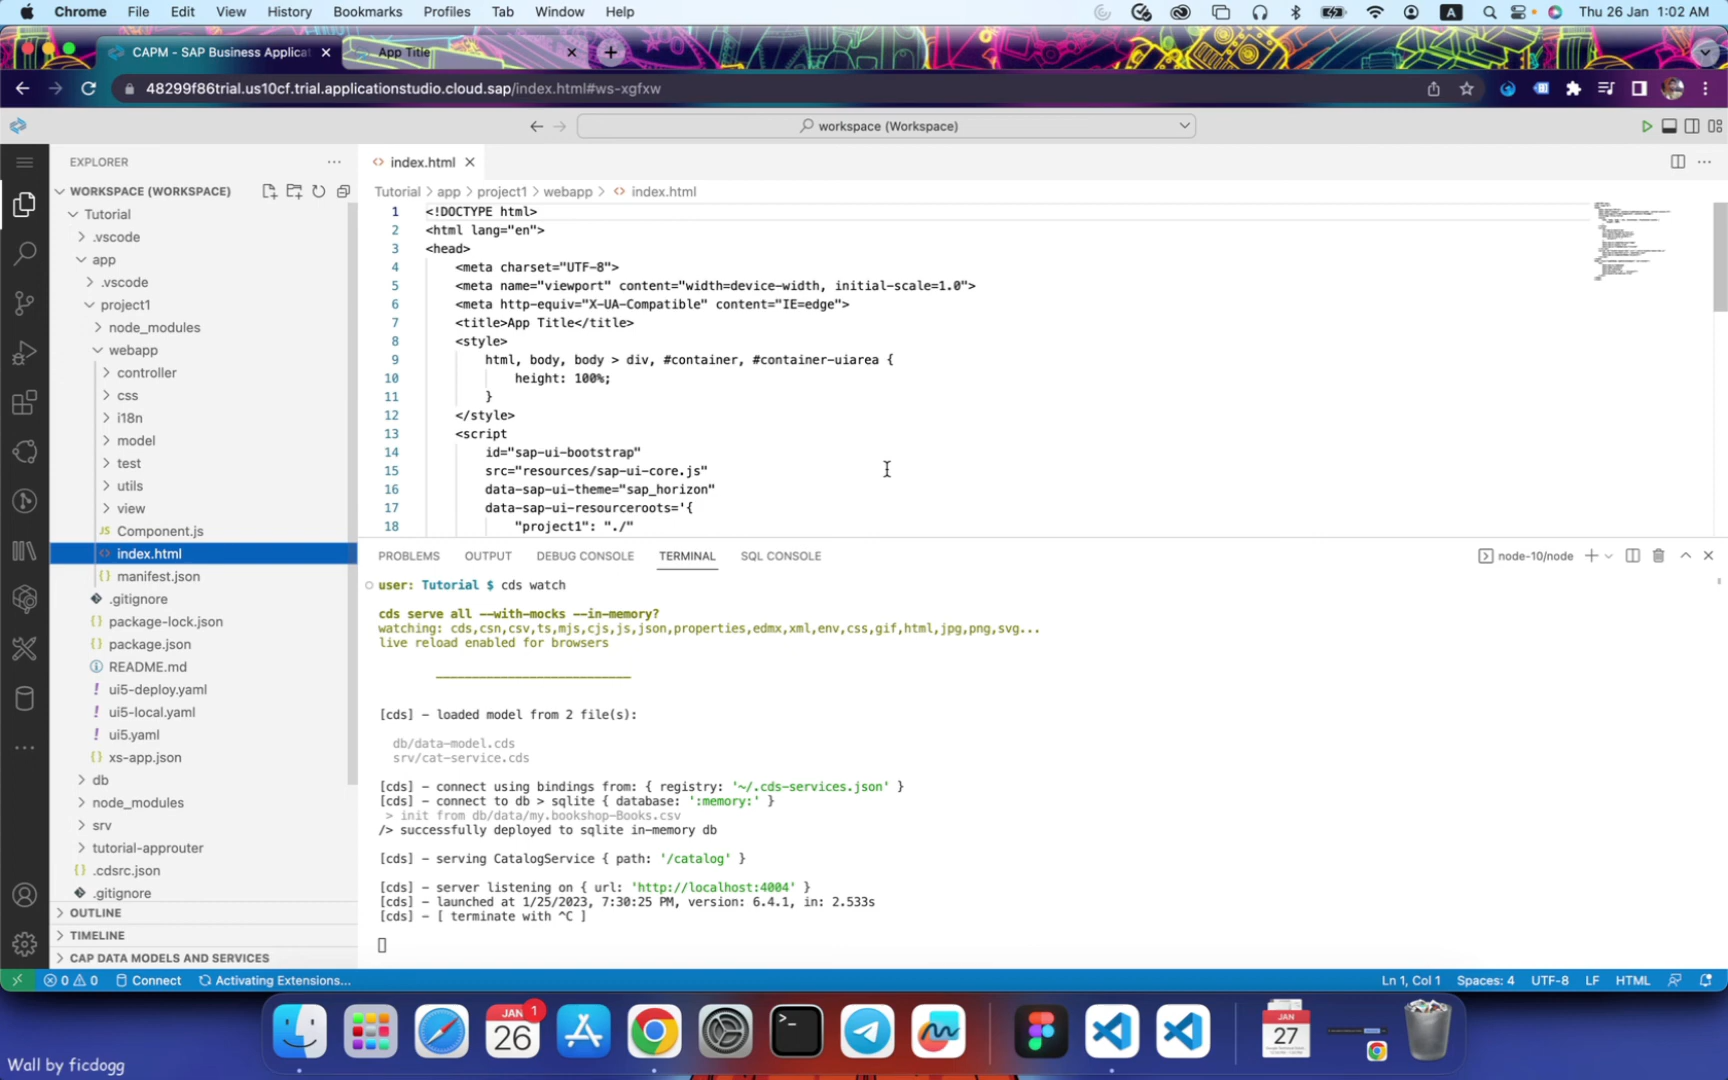 Chrome File Edit View History Bookmarks Profiles Tab Window Help A Thu 26 Jan 1:02 AM
CAPM - SAP Business Applicat App Title
48299f86trial.us10cf.trial.applicationstudio.cloud.sap/index.html#ws-xgfxw
workspace (Workspace)
EXPLORER
WORKSPACE (WORKSPACE)
Tutorial
.vscode
app
.vscode
project1
node_modules
webapp
controller
css
i18n
model
test
utils
view
JS Component.js
<> index.html
{} manifest.json
.gitignore
{} package-lock.json
{} package.json
README.md
! ui5-deploy.yaml
! ui5-local.yaml
! ui5.yaml
{} xs-app.json
db
node_modules
srv
tutorial-approuter
{} .cdsrc.json
.gitignore
OUTLINE
TIMELINE
CAP DATA MODELS AND SERVICES
<> index.html
Tutorial > app > project1 > webapp > <> index.html
1 <!DOCTYPE html>
2 <html lang="en">
3 <head>
4 <meta charset="UTF-8">
5 <meta name="viewport" content="width=device-width, initial-scale=1.0">
6 <meta http-equiv="X-UA-Compatible" content="IE=edge">
7 <title>App Title</title>
8 <style>
9 html, body, body > div, #container, #container-uiarea {
10 height: 100%;
11 }
12 </style>
13 <script
14 id="sap-ui-bootstrap"
15 src="resources/sap-ui-core.js"
16 data-sap-ui-theme="sap_horizon"
17 data-sap-ui-resourceroots='{
18 "project1": "./"
PROBLEMS OUTPUT DEBUG CONSOLE TERMINAL SQL CONSOLE node-10/node
user: Tutorial $ cds watch
cds serve all --with-mocks --in-memory?
watching: cds,csn,csv,ts,mjs,cjs,js,json,properties,edmx,xml,env,css,gif,html,jpg,png,svg...
live reload enabled for browsers
___________________________
[cds] - loaded model from 2 file(s):
db/data-model.cds
srv/cat-service.cds
[cds] - connect using bindings from: { registry: '~/.cds-services.json' }
[cds] - connect to db > sqlite { database: ':memory:' }
> init from db/data/my.bookshop-Books.csv
/> successfully deployed to sqlite in-memory db
[cds] - serving CatalogService { path: '/catalog' }
[cds] - server listening on { url: 'http://localhost:4004' }
[cds] - launched at 1/25/2023, 7:30:25 PM, version: 6.4.1, in: 2.533s
[cds] - [ terminate with ^C ]
0 0 Connect Activating Extensions... Ln 1, Col 1 Spaces: 4 UTF-8 LF HTML
JAN 1
26
>_
JAN
27
Wall by ficdogg